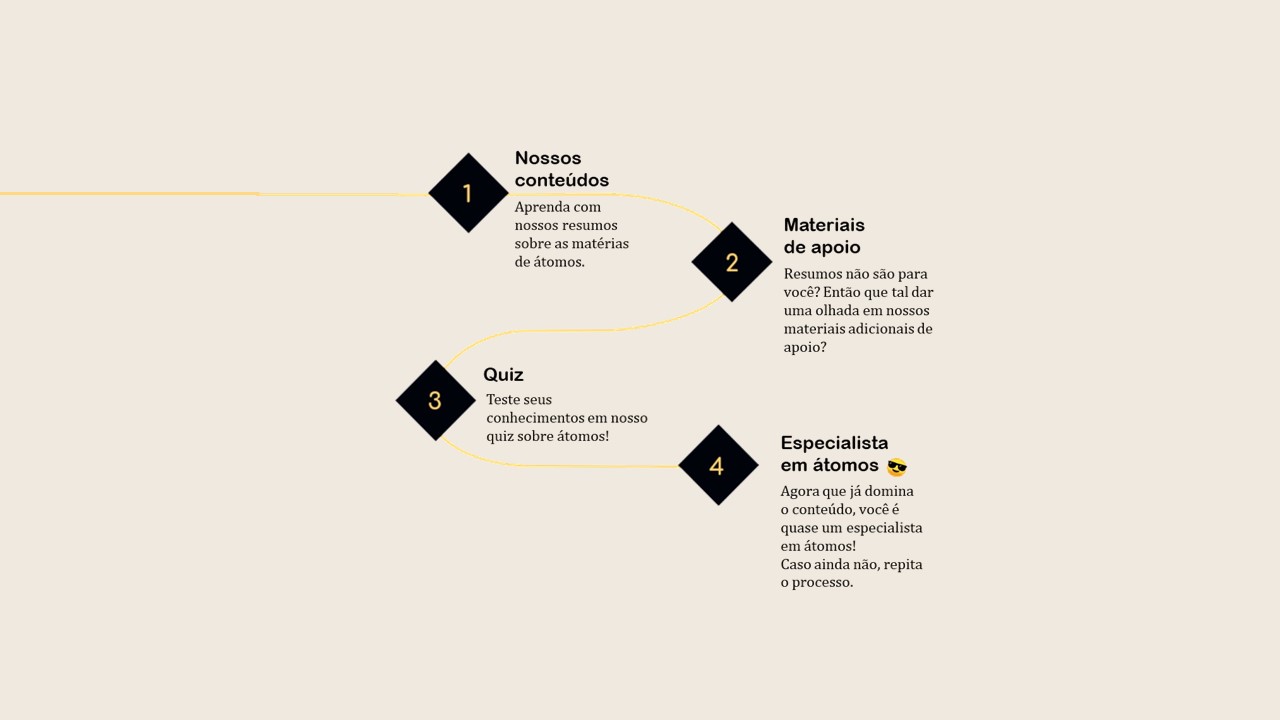 1
Nossos
conteúdos
Aprenda com
nossos resumos
sobre as matérias
de átomos.
2
Materiais
de apoio
Resumos não são para
você? Então que tal dar
uma olhada em nossos
materiais adicionais de
apoio?
3
Quiz
Teste seus
conhecimentos em nosso
quiz sobre átomos!
4
Especialista
em átomos 😎
Agora que já domina
o conteúdo, você é
quase um especialista
em átomos!
Caso ainda não, repita
o processo.